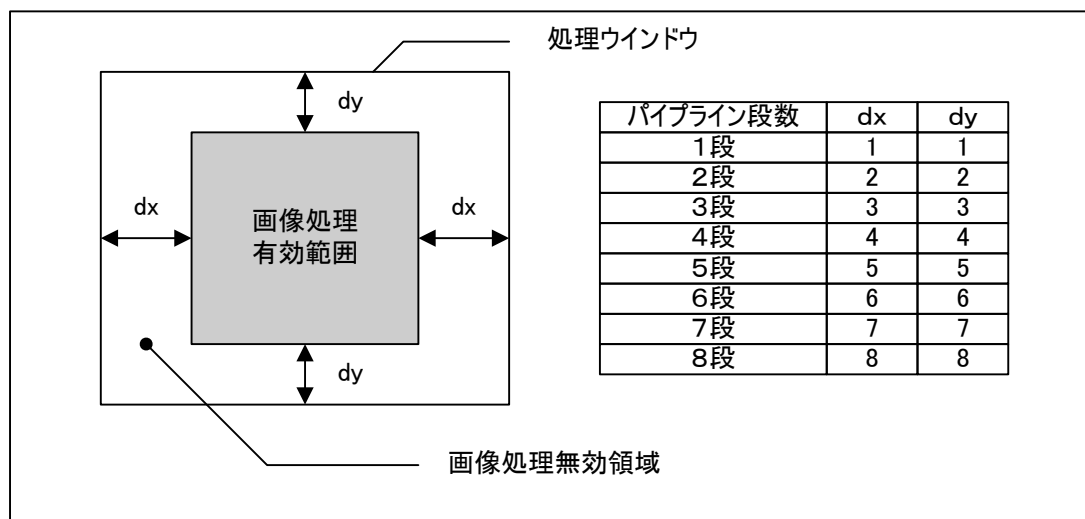 処理ウインドウ
dy
dx
画像処理
有効範囲
dx
dy
画像処理無効領域
パイプライン段数 dx dy
1段 1 1
2段 2 2
3段 3 3
4段 4 4
5段 5 5
6段 6 6
7段 7 7
8段 8 8